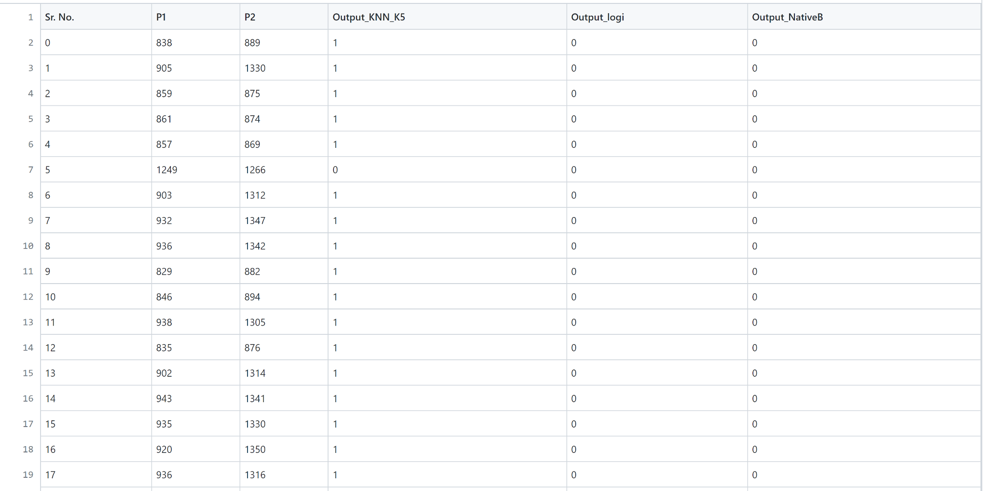 1 Sr. No. P1 P2 Output_KNN_K5 Output_logi Output_NativeB
2 0 838 889 1 0 0
3 1 905 1330 1 0 0
4 2 859 875 1 0 0
5 3 861 874 1 0 0
6 4 857 869 1 0 0
7 5 1249 1266 0 0 0
8 6 903 1312 1 0 0
9 7 932 1347 1 0 0
10 8 936 1342 1 0 0
11 9 829 882 1 0 0
12 10 846 894 1 0 0
13 11 938 1305 1 0 0
14 12 835 876 1 0 0
15 13 902 1314 1 0 0
16 14 943 1341 1 0 0
17 15 935 1330 1 0 0
18 16 920 1350 1 0 0
19 17 936 1316 1 0 0